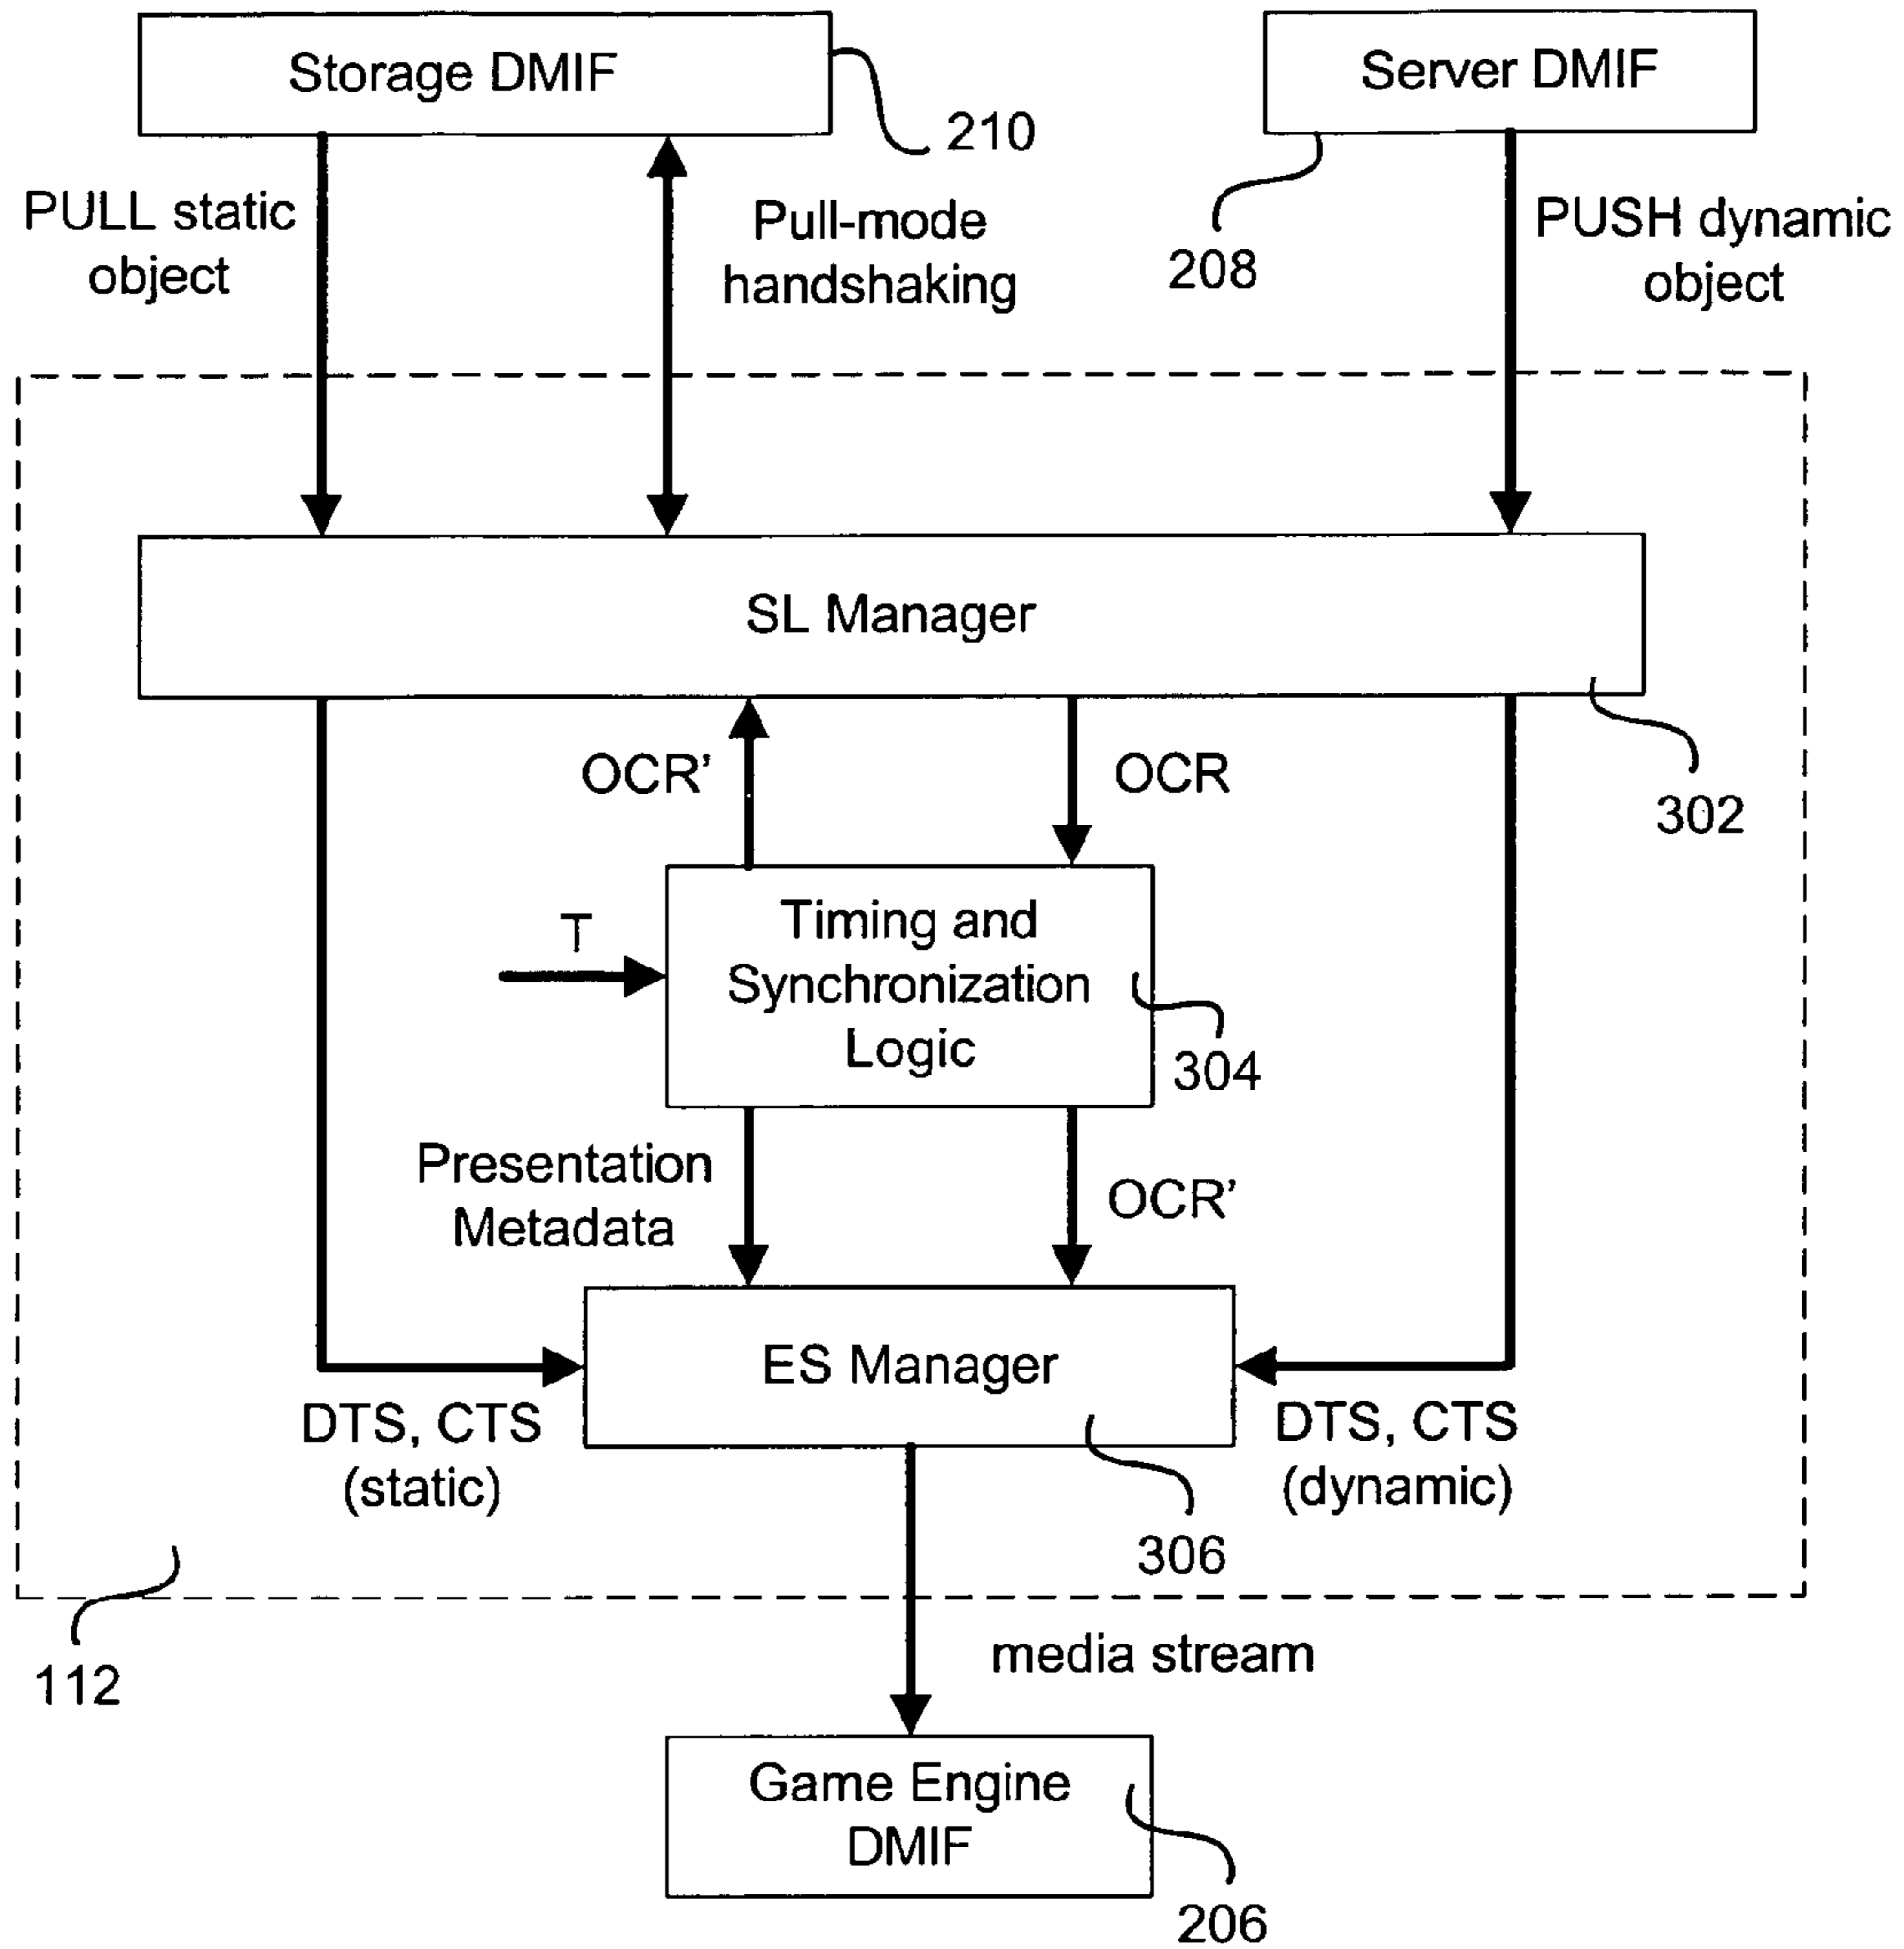 Storage DMIF
Server DMIF
210
208
PULL static
object
Pull-mode
handshaking
PUSH dynamic
object
SL Manager
302
OCR’
OCR
T
Timing and
Synchronization
Logic
304
Presentation
Metadata
OCR’
ES Manager
DTS, CTS
(static)
DTS, CTS
(dynamic)
306
112
media stream
Game Engine
DMIF
206